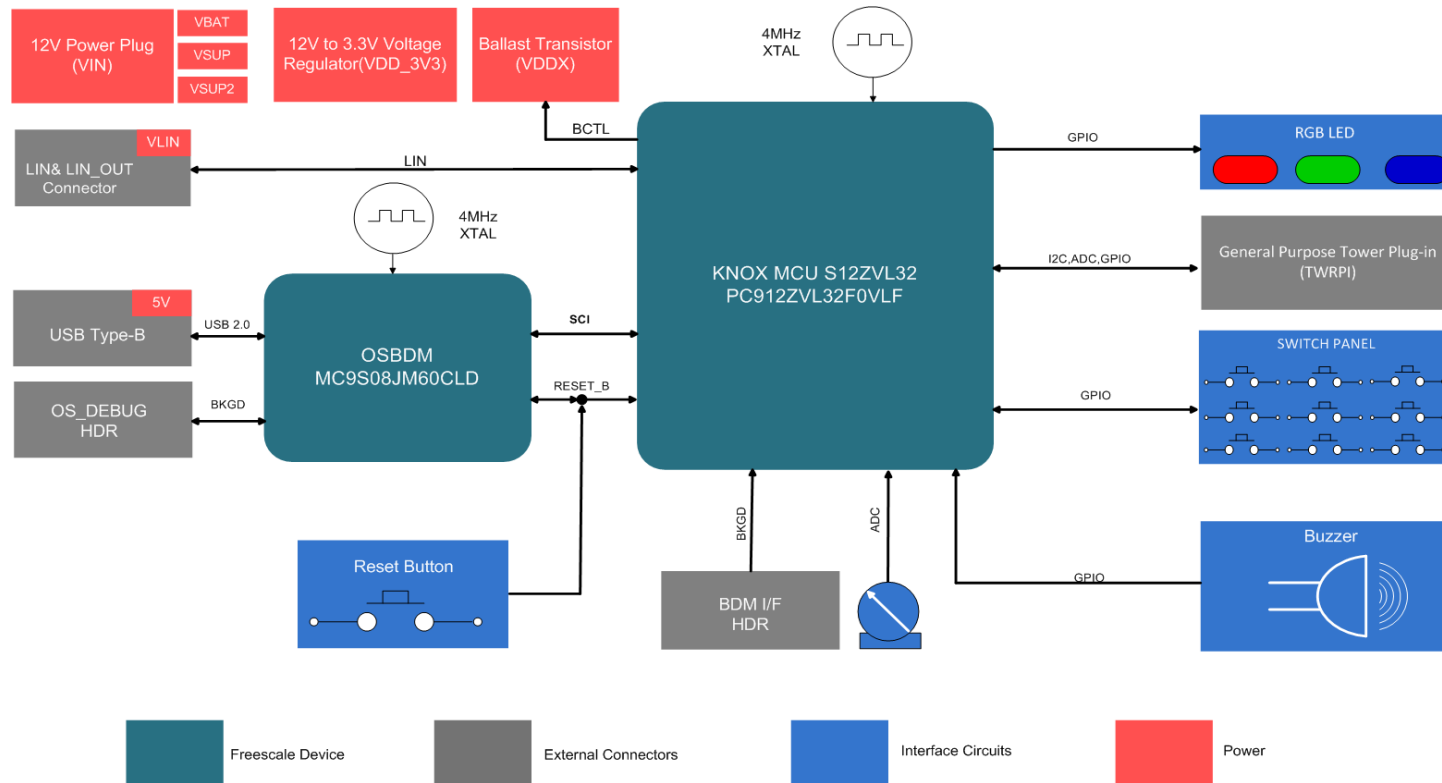 12V Power Plug
(VIN)
VBAT
VSUP
VSUP2
12V to 3.3V Voltage
Regulator(VDD_3V3)
Ballast Transistor
(VDDX)
4MHz
XTAL
BCTL
VLIN
LIN& LIN_OUT
Connector
LIN
4MHz
XTAL
KNOX MCU S12ZVL32
PC912ZVL32F0VLF
GPIO
RGB LED
I2C,ADC,GPIO
General Purpose Tower Plug-in
(TWRPI)
5V
USB Type-B
USB 2.0
OSBDM
MC9S08JM60CLD
SCI
RESET_B
OS_DEBUG
HDR
BKGD
GPIO
SWITCH PANEL
Reset Button
BKGD
BDM I/F
HDR
ADC
GPIO
Buzzer
Freescale Device
External Connectors
Interface Circuits
Power